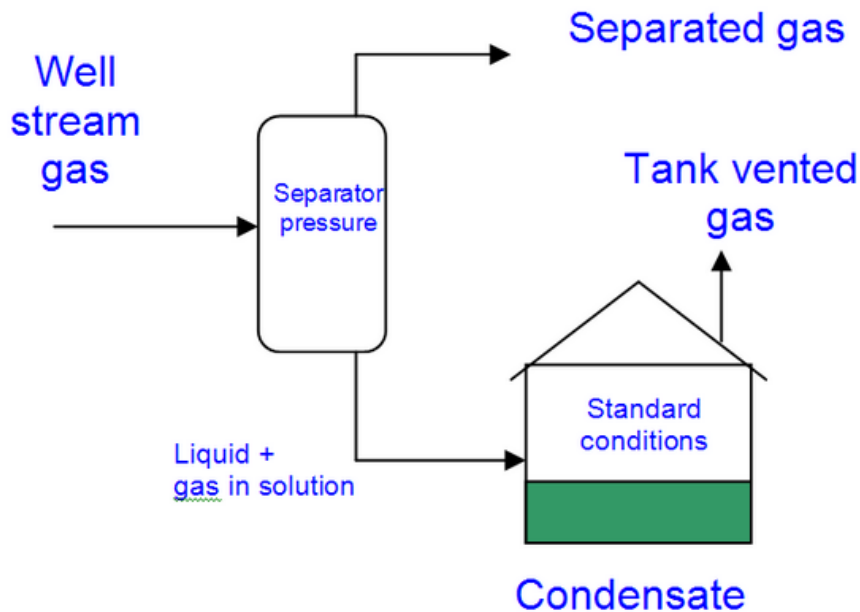 Separated gas
Well
stream
gas
Separator
pressure
Tank vented
gas
Standard
conditions
Liquid +
gas in solution
Condensate